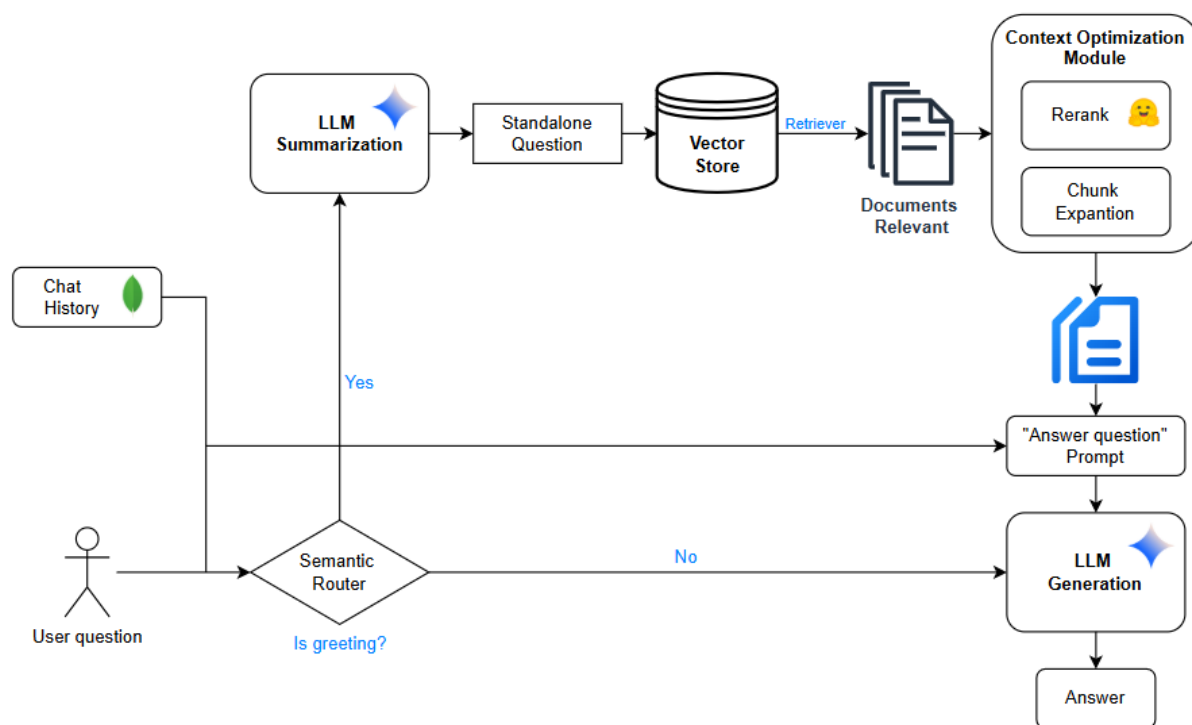 Context Optimization
Module
Rerank
Chunk
Expantion
LLM
Summarization
Standalone
Question
Vector
Store
Retriever
Documents
Relevant
Chat
History
Yes
"Answer question"
Prompt
Semantic
Router
No
LLM
Generation
User question
Is greeting?
Answer